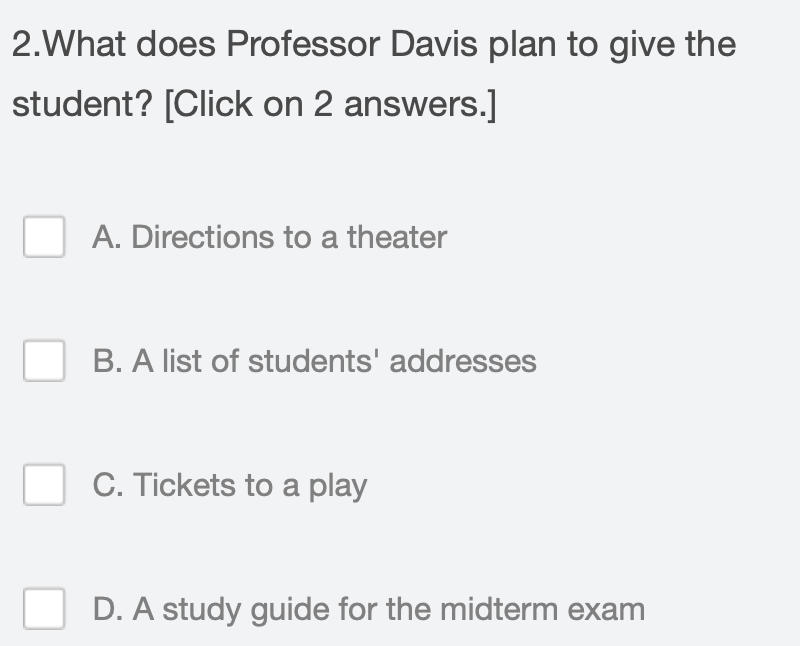 2.What does Professor Davis plan to give the
student? [Click on 2 answers.]
A. Directions to a theater
B. A list of students' addresses
C. Tickets to a play
D. A study guide for the midterm exam